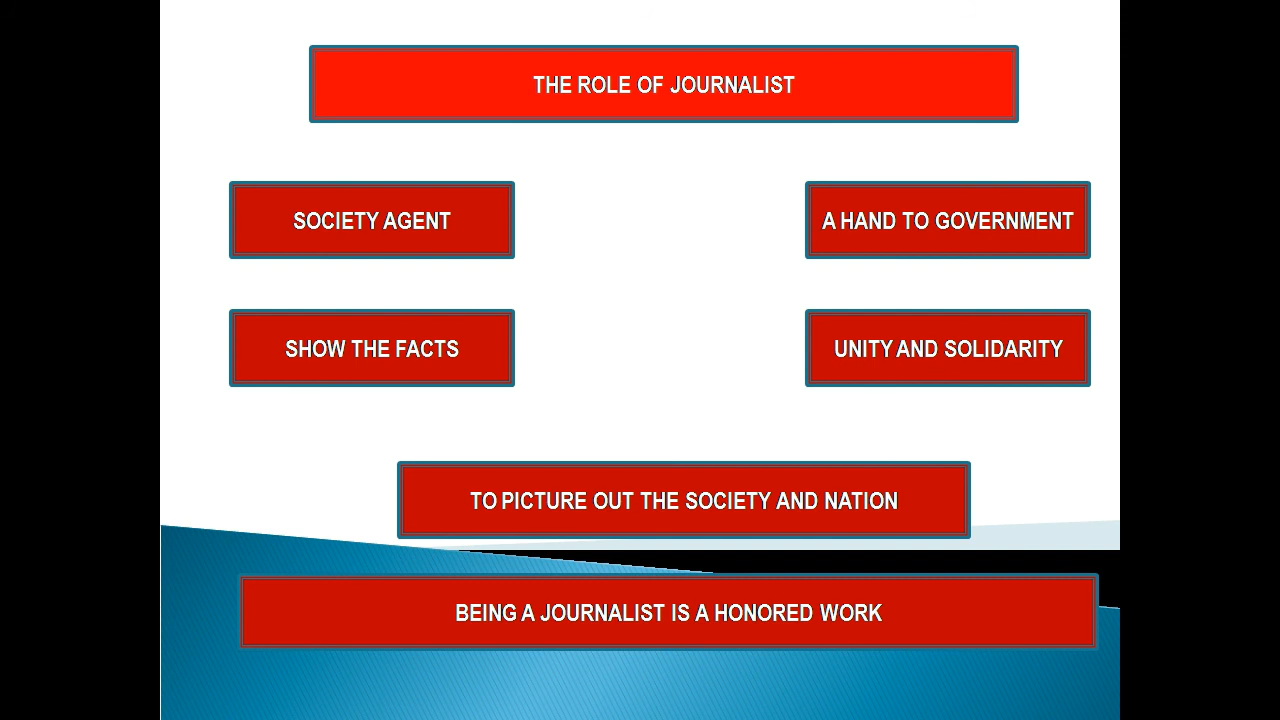 THE ROLE OF JOURNALIST
SOCIETY AGENT
A HAND TO GOVERNMENT
SHOW THE FACTS
UNITY AND SOLIDARITY
TO PICTURE OUT THE SOCIETY AND NATION
BEING A JOURNALIST IS A HONORED WORK